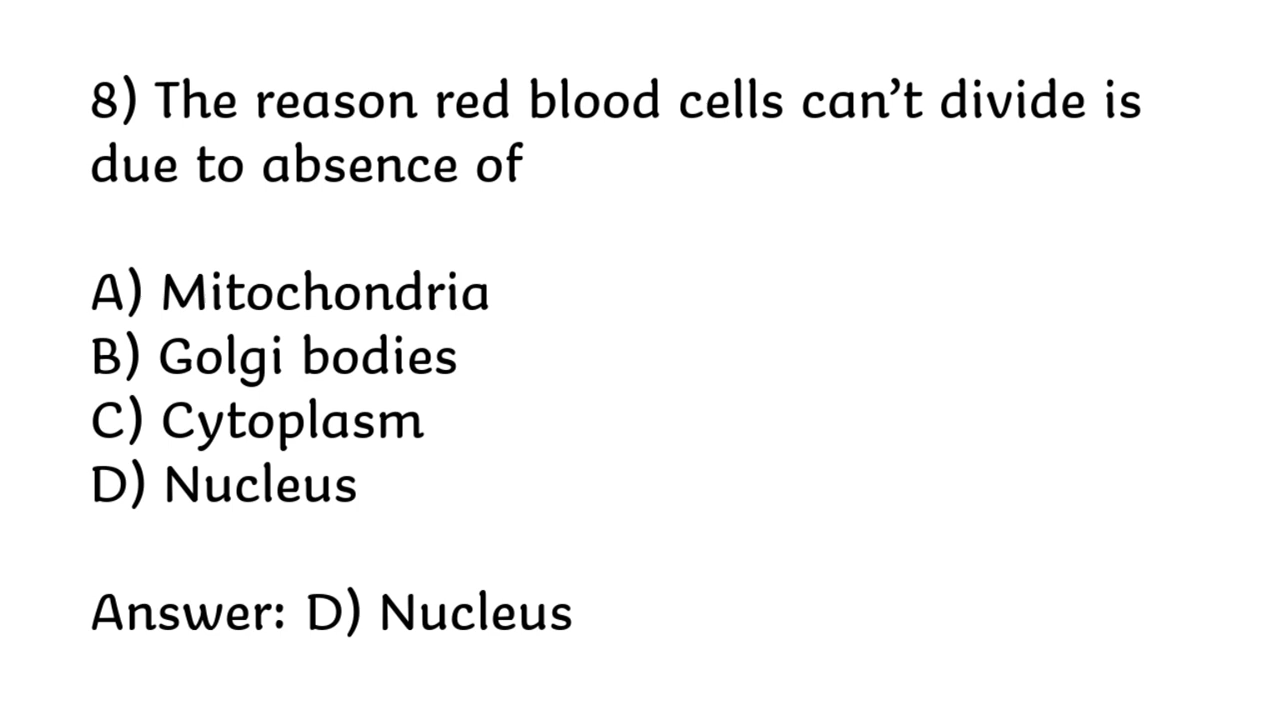 8) The reason red blood cells can’t divide is
due to absence of
A) Mitochondria
B) Golgi bodies
C) Cytoplasm
D) Nucleus
Answer: D) Nucleus